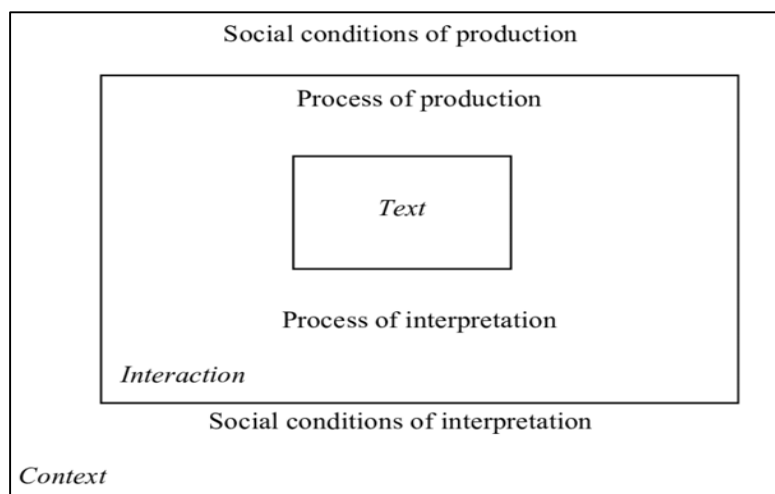 Social conditions of production
Process of production
Text
Process of interpretation
Interaction
Social conditions of interpretation
Context